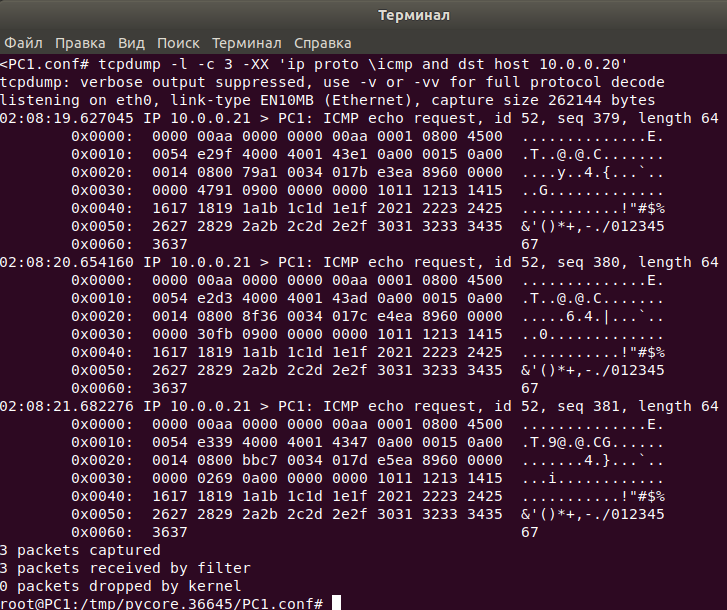 Терминал
Файл Правка Вид Поиск Терминал Справка
<PC1.conf# tcpdump -l -c 3 -XX 'ip proto \icmp and dst host 10.0.0.20'
tcpdump: verbose output suppressed, use -v or -vv for full protocol decode
listening on eth0, link-type EN10MB (Ethernet), capture size 262144 bytes
02:08:19.627045 IP 10.0.0.21 > PC1: ICMP echo request, id 52, seq 379, length 64
0x0000:  0000 00aa 0000 0000 00aa 0001 0800 4500  ..............E.
0x0010:  0054 e29f 4000 4001 43e1 0a00 0015 0a00  .T..@.@.C.......
0x0020:  0014 0800 79a1 0034 017b e3ea 8960 0000  ....y..4.{...`..
0x0030:  0000 4791 0900 0000 0000 1011 1213 1415  ..G.............
0x0040:  1617 1819 1a1b 1c1d 1e1f 2021 2223 2425  ...........!"#$%
0x0050:  2627 2829 2a2b 2c2d 2e2f 3031 3233 3435  &'()*+,-./012345
0x0060:  3637                                     67
02:08:20.654160 IP 10.0.0.21 > PC1: ICMP echo request, id 52, seq 380, length 64
0x0000:  0000 00aa 0000 0000 00aa 0001 0800 4500  ..............E.
0x0010:  0054 e2d3 4000 4001 43ad 0a00 0015 0a00  .T..@.@.C.......
0x0020:  0014 0800 8f36 0034 017c e4ea 8960 0000  .....6.4.|...`..
0x0030:  0000 30fb 0900 0000 0000 1011 1213 1415  ..0.............
0x0040:  1617 1819 1a1b 1c1d 1e1f 2021 2223 2425  ...........!"#$%
0x0050:  2627 2829 2a2b 2c2d 2e2f 3031 3233 3435  &'()*+,-./012345
0x0060:  3637                                     67
02:08:21.682276 IP 10.0.0.21 > PC1: ICMP echo request, id 52, seq 381, length 64
0x0000:  0000 00aa 0000 0000 00aa 0001 0800 4500  ..............E.
0x0010:  0054 e339 4000 4001 4347 0a00 0015 0a00  .T.9@.@.CG......
0x0020:  0014 0800 bbc7 0034 017d e5ea 8960 0000  .......4.}...`..
0x0030:  0000 0269 0a00 0000 0000 1011 1213 1415  ...i............
0x0040:  1617 1819 1a1b 1c1d 1e1f 2021 2223 2425  ...........!"#$%
0x0050:  2627 2829 2a2b 2c2d 2e2f 3031 3233 3435  &'()*+,-./012345
0x0060:  3637                                     67
3 packets captured
3 packets received by filter
0 packets dropped by kernel
root@PC1:/tmp/pycore.36645/PC1.conf#